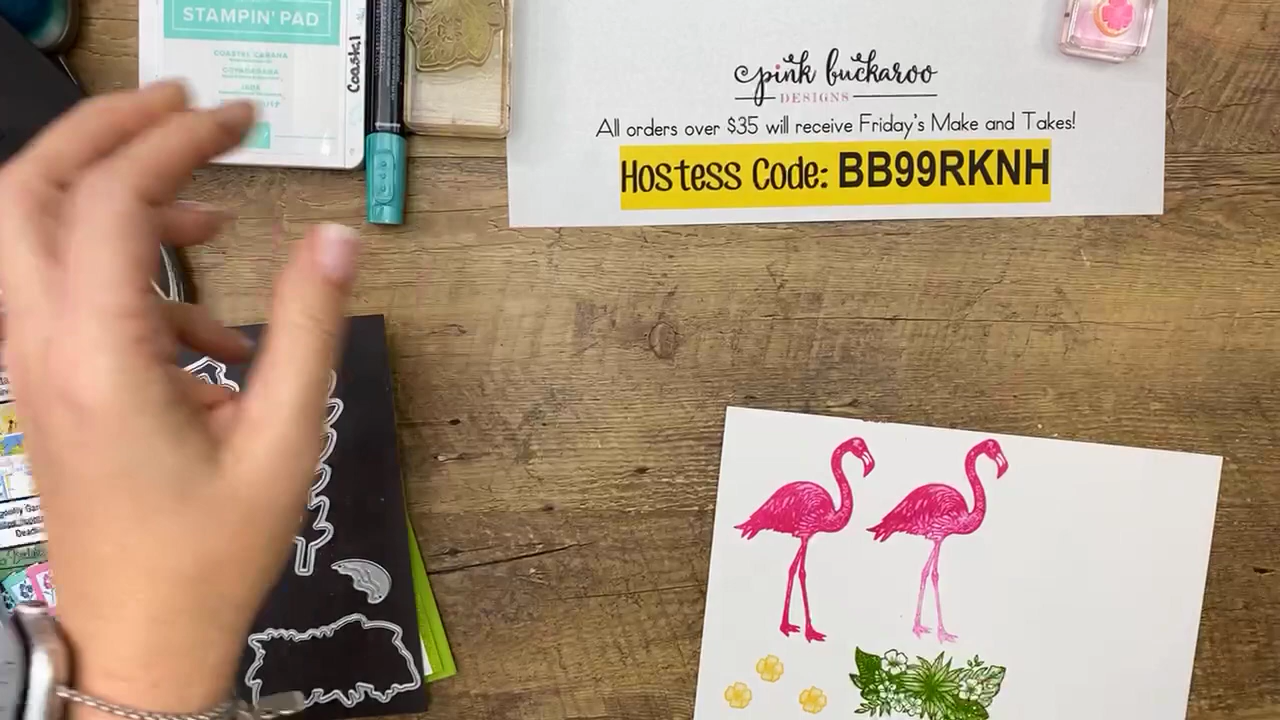 STAMPIN' PAD
COASTAL CABANA
COPACABANA
JADE
Coastal
pink buckaroo
DESIGNS
All orders over $35 will receive Friday's Make and Takes!
Hostess Code: BB99RKNH